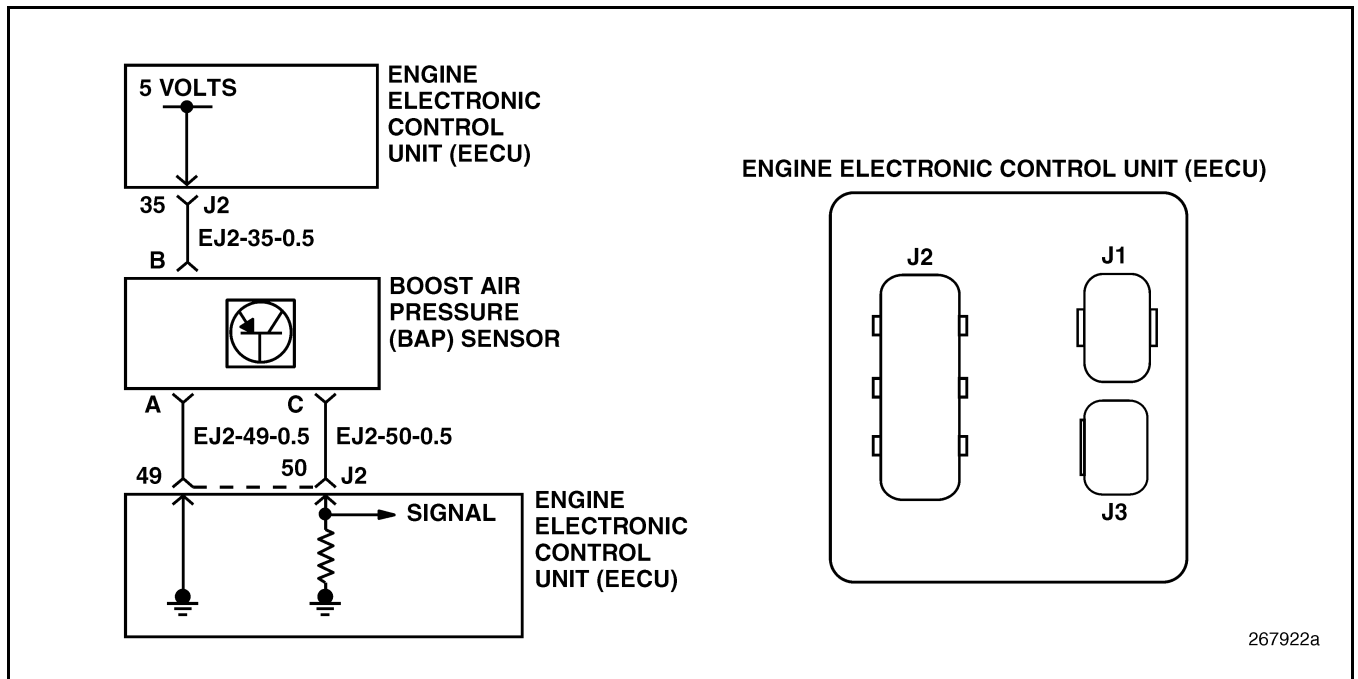 5 VOLTS
ENGINE
ELECTRONIC
CONTROL
UNIT (EECU)
35
J2
EJ2-35-0.5
B
BOOST AIR
PRESSURE
(BAP) SENSOR
A
C
EJ2-49-0.5
EJ2-50-0.5
49
50
J2
SIGNAL
ENGINE
ELECTRONIC
CONTROL
UNIT (EECU)
ENGINE ELECTRONIC CONTROL UNIT (EECU)
J2
J1
J3
267922a